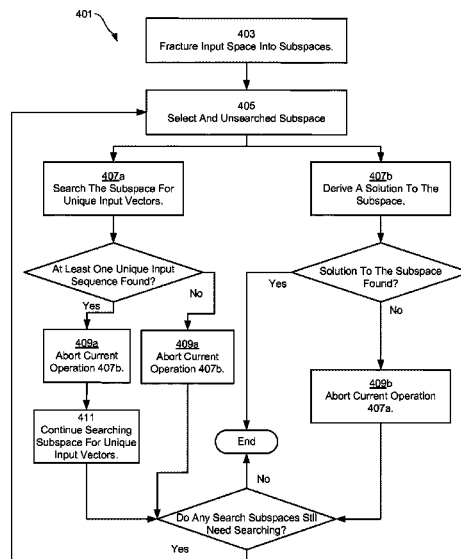 401
403
Fracture Input Space Into Subspaces.
405
Select And Unsearched Subspace
407a
Search The Subspace For
Unique Input Vectors.
407b
Derive A Solution To The
Subspace.
At Least One Unique Input
Sequence Found?
Solution To The Subspace
Found?
Yes
No
Yes
No
409a
Abort Current
Operation 407b.
409a
Abort Current
Operation 407b.
409b
Abort Current Operation
407a.
411
Continue Searching
Subspace For Unique
Input Vectors.
End
No
Do Any Search Subspaces Still
Need Searching?
Yes